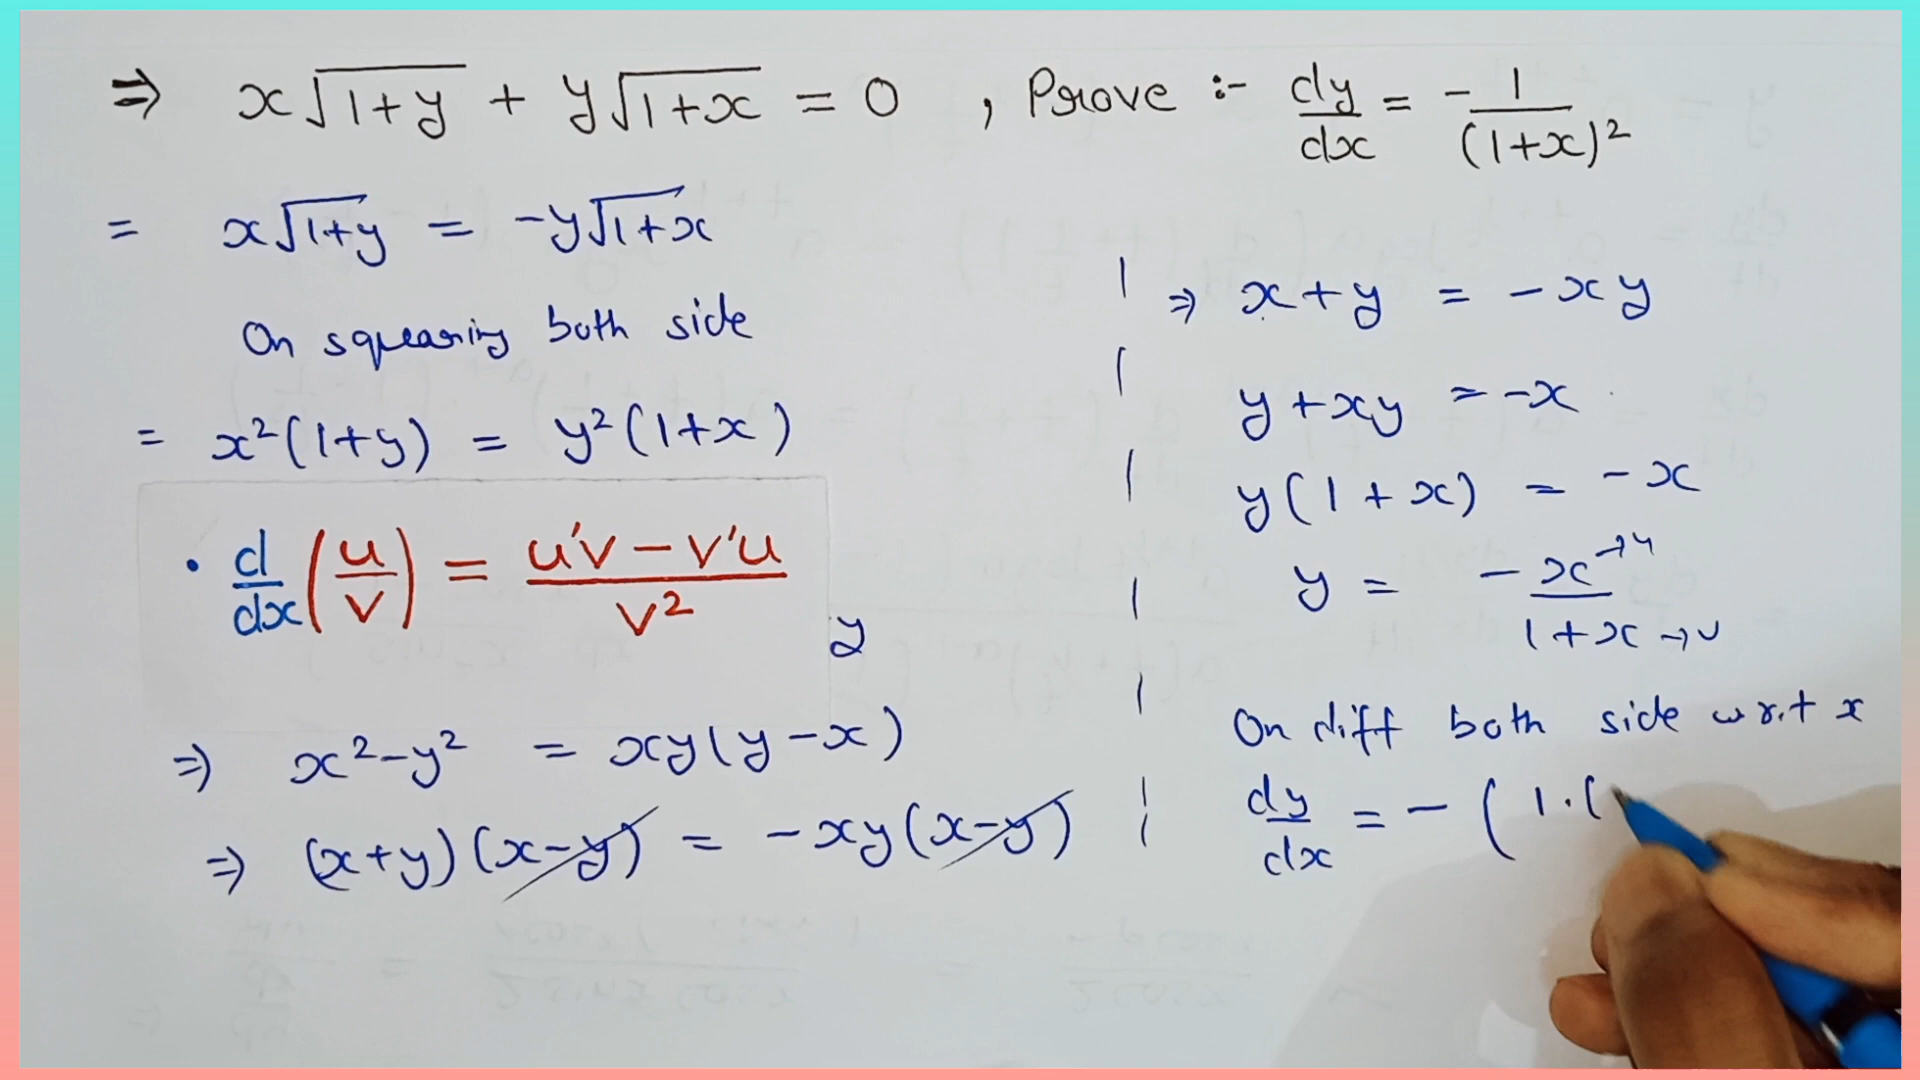 ⇒ x√(1+y) + y√(1+x) = 0 , Prove :- dy/dx = -1/(1+x)²
= x√(1+y) = -y√(1+x)
On squearing both side
= x²(1+y) = y²(1+x)
• d/dx (u/v) = (u'v - v'u)/v²
y
⇒ x²-y² = xy(y-x)
⇒ (x+y)(x-y) = -xy(x-y)
⇒ x+y = -xy
y+xy = -x
y(1+x) = -x
y = -x→u / 1+x→v
On diff both side w r.t x
dy/dx = -( 1·(